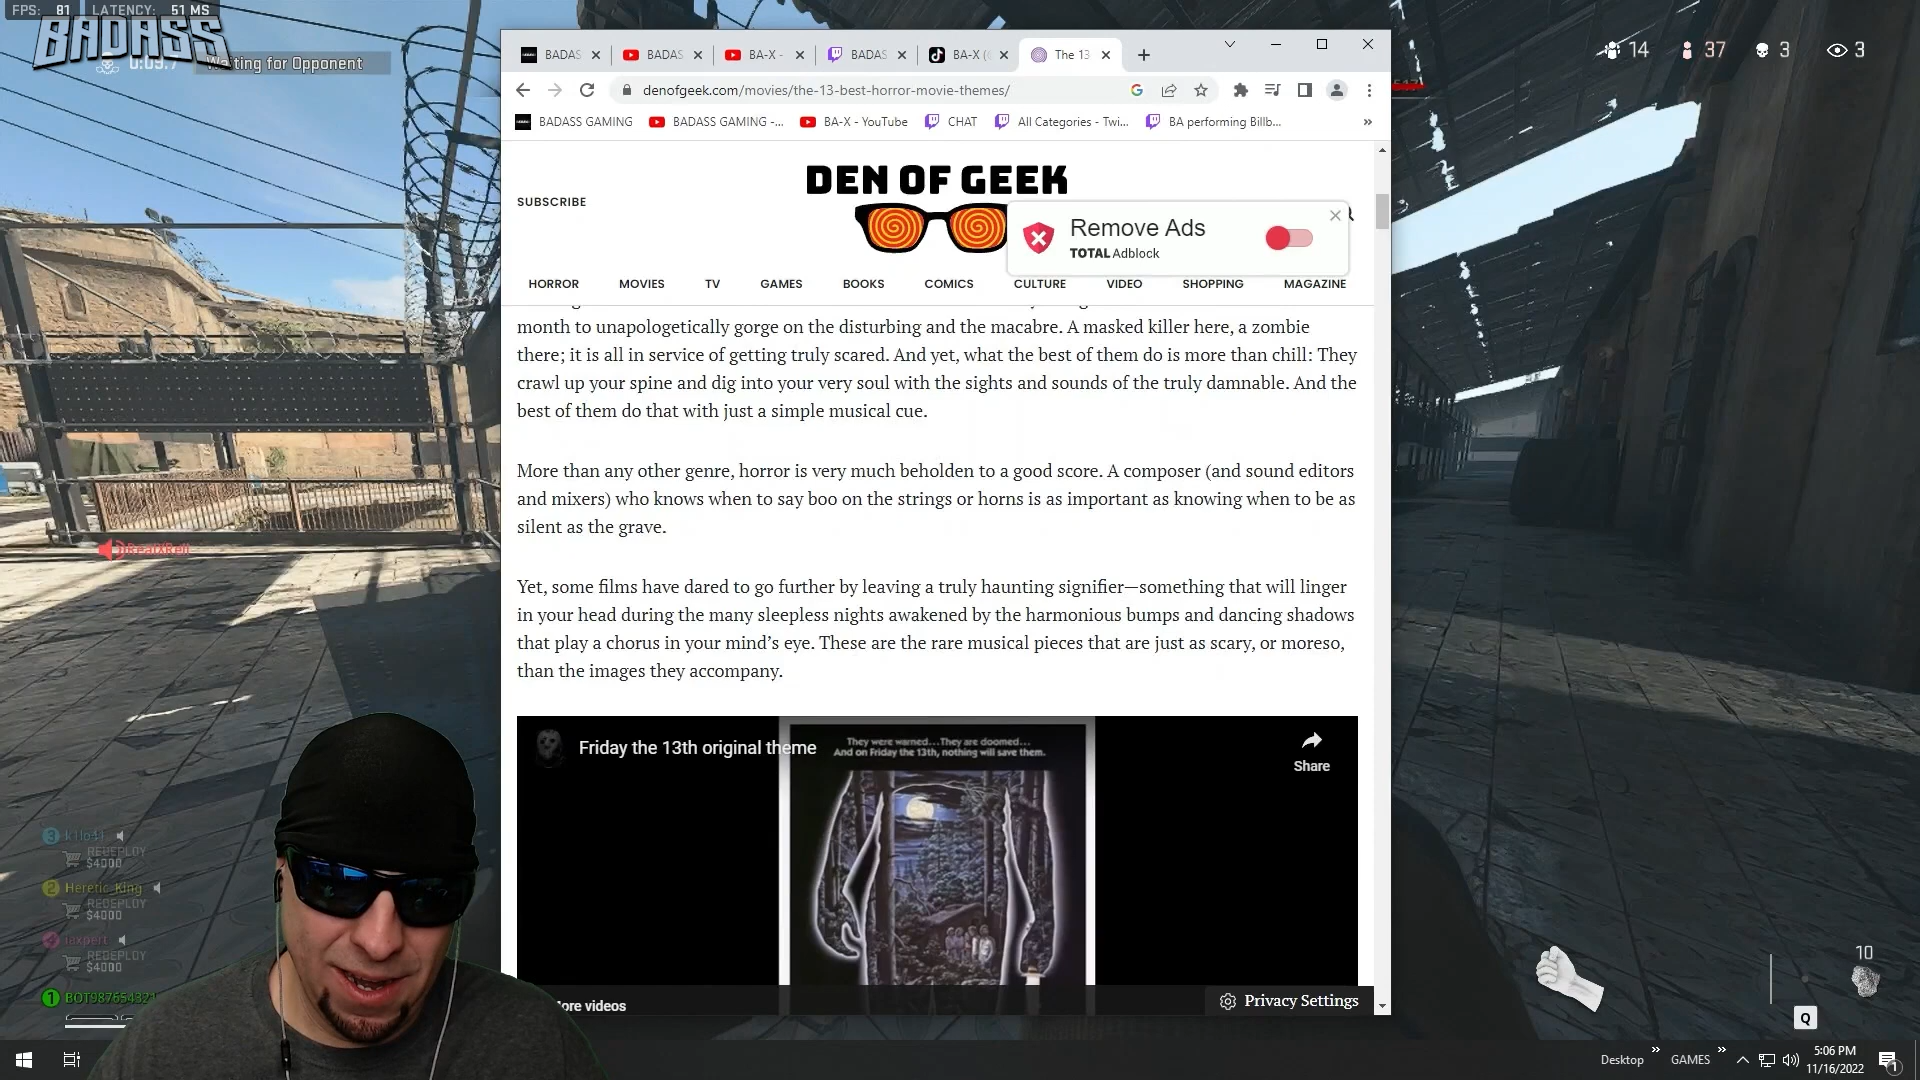 FPS: 81 LATENCY: 51 MS
BADASS
0:09.7 Waiting for Opponent
14 37 3 3
BADAS
BADAS
BA-X -
BADAS
BA-X (
The 13
denofgeek.com/movies/the-13-best-horror-movie-themes/
BADASS GAMING
BADASS GAMING -...
BA-X - YouTube
CHAT
All Categories - Twi...
BA performing Billb...
»
SUBSCRIBE
DEN OF GEEK
Remove Ads
TOTAL Adblock
HORROR MOVIES TV GAMES BOOKS COMICS CULTURE VIDEO SHOPPING MAGAZINE
month to unapologetically gorge on the disturbing and the macabre. A masked killer here, a zombie
there; it is all in service of getting truly scared. And yet, what the best of them do is more than chill: They
crawl up your spine and dig into your very soul with the sights and sounds of the truly damnable. And the
best of them do that with just a simple musical cue.
More than any other genre, horror is very much beholden to a good score. A composer (and sound editors
and mixers) who knows when to say boo on the strings or horns is as important as knowing when to be as
silent as the grave.
Yet, some films have dared to go further by leaving a truly haunting signifier—something that will linger
in your head during the many sleepless nights awakened by the harmonious bumps and dancing shadows
that play a chorus in your mind’s eye. These are the rare musical pieces that are just as scary, or moreso,
than the images they accompany.
Friday the 13th original theme
They were warned...They are doomed...
And on Friday the 13th, nothing will save them.
Share
ore videos
Privacy Settings
3 k1lo41
REDEPLOY
$4000
2 Heretic_King
REDEPLOY
$4000
4 iaxpert
REDEPLOY
$4000
1 BOT987654321
10
Q
Desktop » GAMES »
5:06 PM
11/16/2022
1